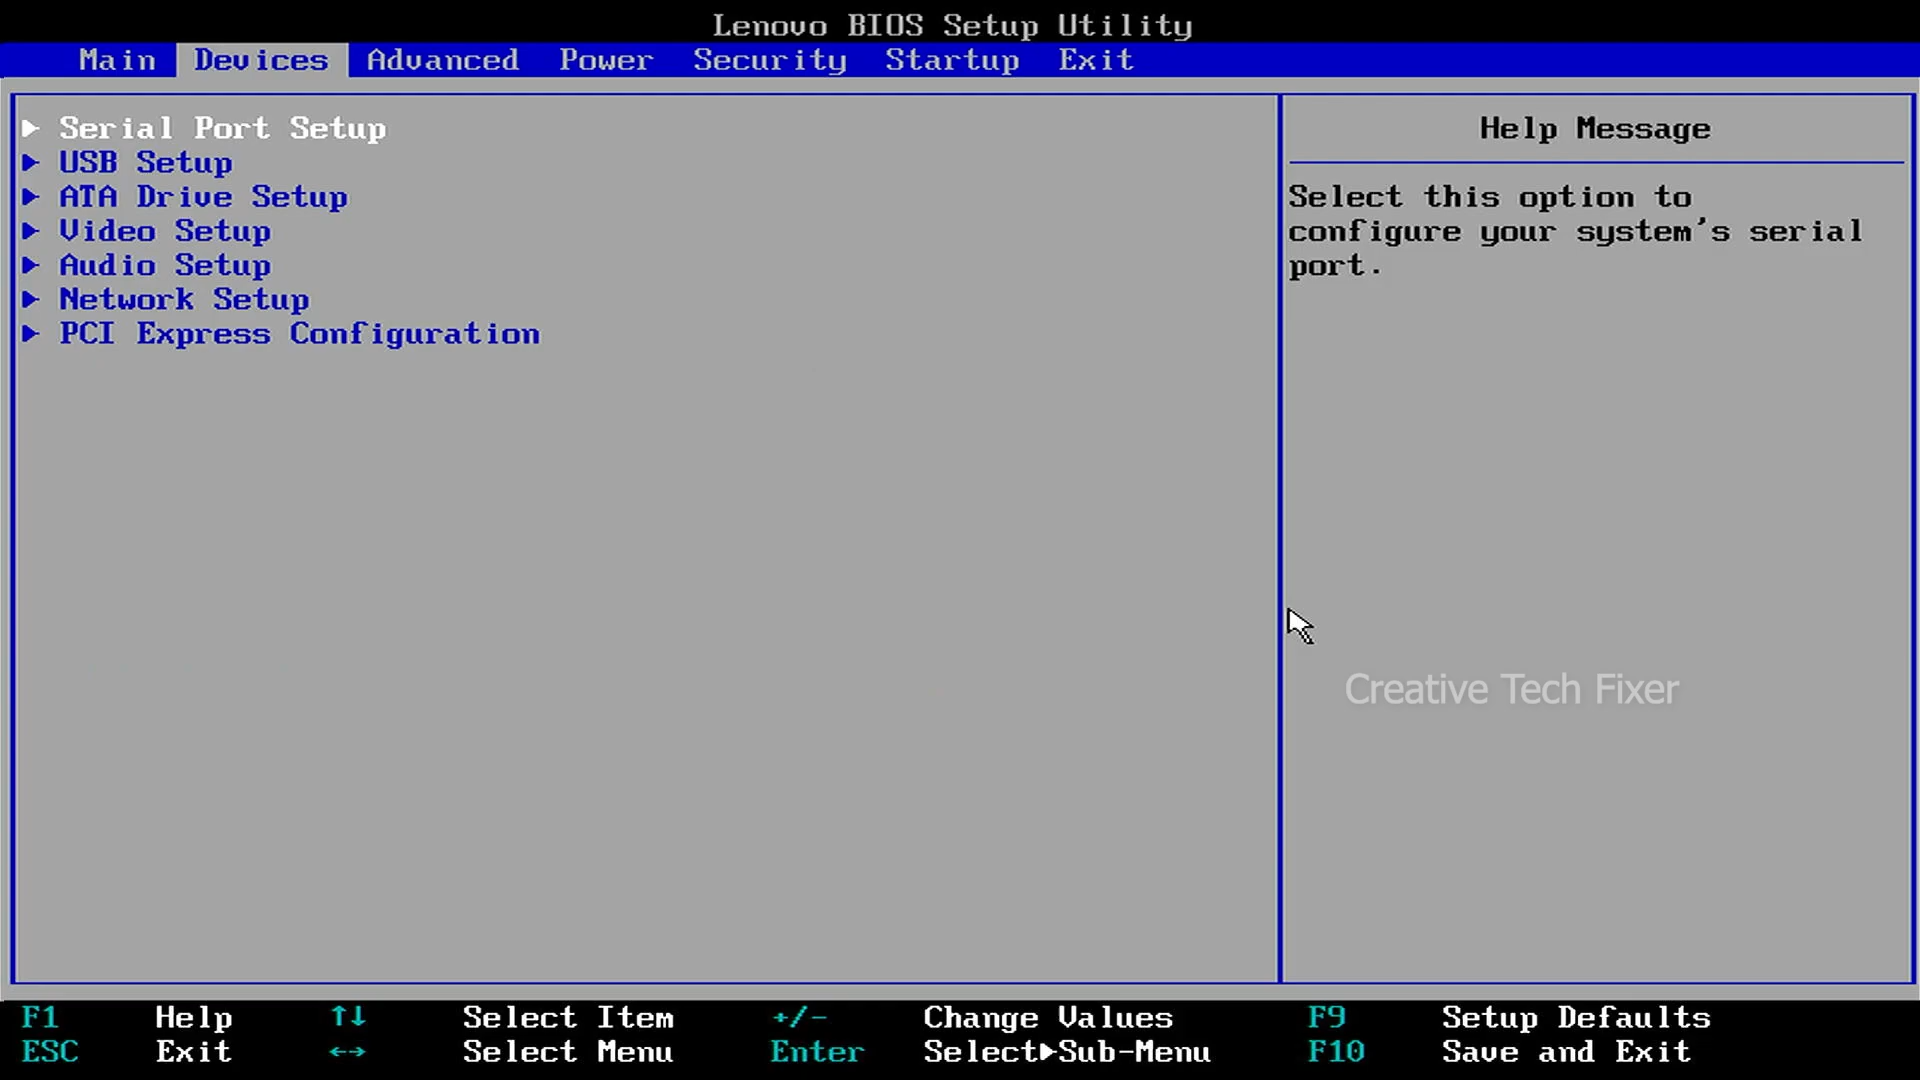 Lenovo BIOS Setup Utility
Main Devices Advanced Power Security Startup Exit
Serial Port Setup
USB Setup
ATA Drive Setup
Video Setup
Audio Setup
Network Setup
PCI Express Configuration
Help Message
Select this option to
configure your system's serial
port.
Creative Tech Fixer
F1 Help ↑↓ Select Item +/- Change Values F9 Setup Defaults
ESC Exit ←→ Select Menu Enter Select▶Sub-Menu F10 Save and Exit